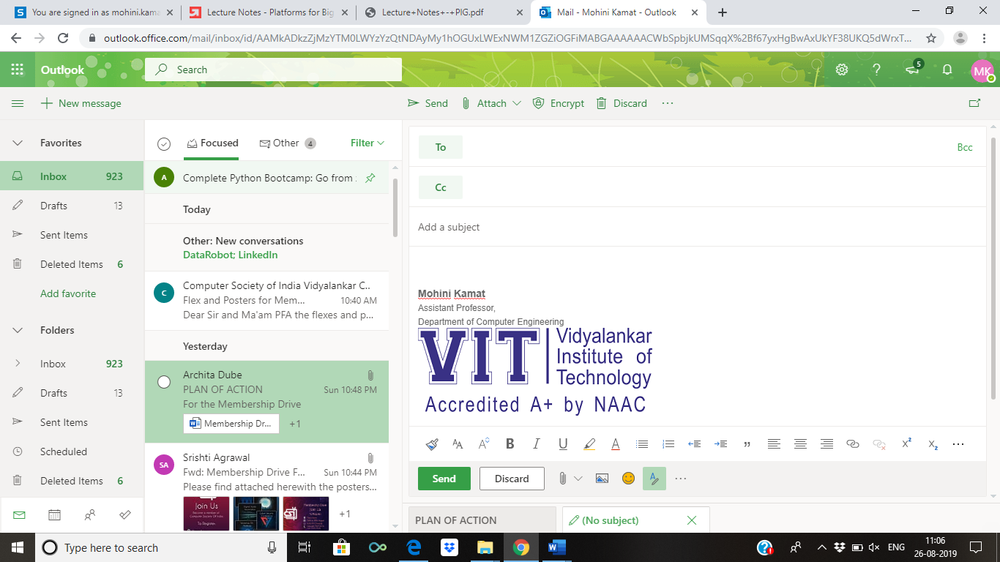 You are signed in as mohini.kama
Lecture Notes - Platforms for Big
Lecture+Notes+-+PIG.pdf
Mail - Mohini Kamat - Outlook
outlook.office.com/mail/inbox/id/AAMkADkzZjMzYTM0LWYzYzQtNDAyMy1hOGUxLWExNWM1ZGZiOGFiMABGAAAAAACWbSpbjkUMSqqX%2Bf67yxHgBwAxUkYF38UKQ5dWrxT...
Outlook
Search
5
MK
New message
Send
Attach
Encrypt
Discard
Favorites
Inbox 923
Drafts 13
Sent Items
Deleted Items 6
Add favorite
Folders
Inbox 923
Drafts 13
Sent Items
Scheduled
Deleted Items 6
Focused
Other 4
Filter
A
Complete Python Bootcamp: Go from
Today
Other: New conversations
DataRobot; LinkedIn
C
Computer Society of India Vidyalankar C..
Flex and Posters for Mem... 10:40 AM
Dear Sir and Ma'am PFA the flexes and p...
Yesterday
Archita Dube
PLAN OF ACTION Sun 10:48 PM
For the Membership Drive
Membership Dr... +1
SA
Srishti Agrawal
Fwd: Membership Drive F... Sun 10:44 PM
Please find attached herewith the posters...
Join Us
To Register
+1
To
Bcc
Cc
Add a subject
Mohini Kamat
Assistant Professor,
Department of Computer Engineering
VIT
Vidyalankar
Institute of
Technology
Accredited A+ by NAAC
Send
Discard
PLAN OF ACTION
(No subject)
Type here to search
ENG
11:06
26-08-2019